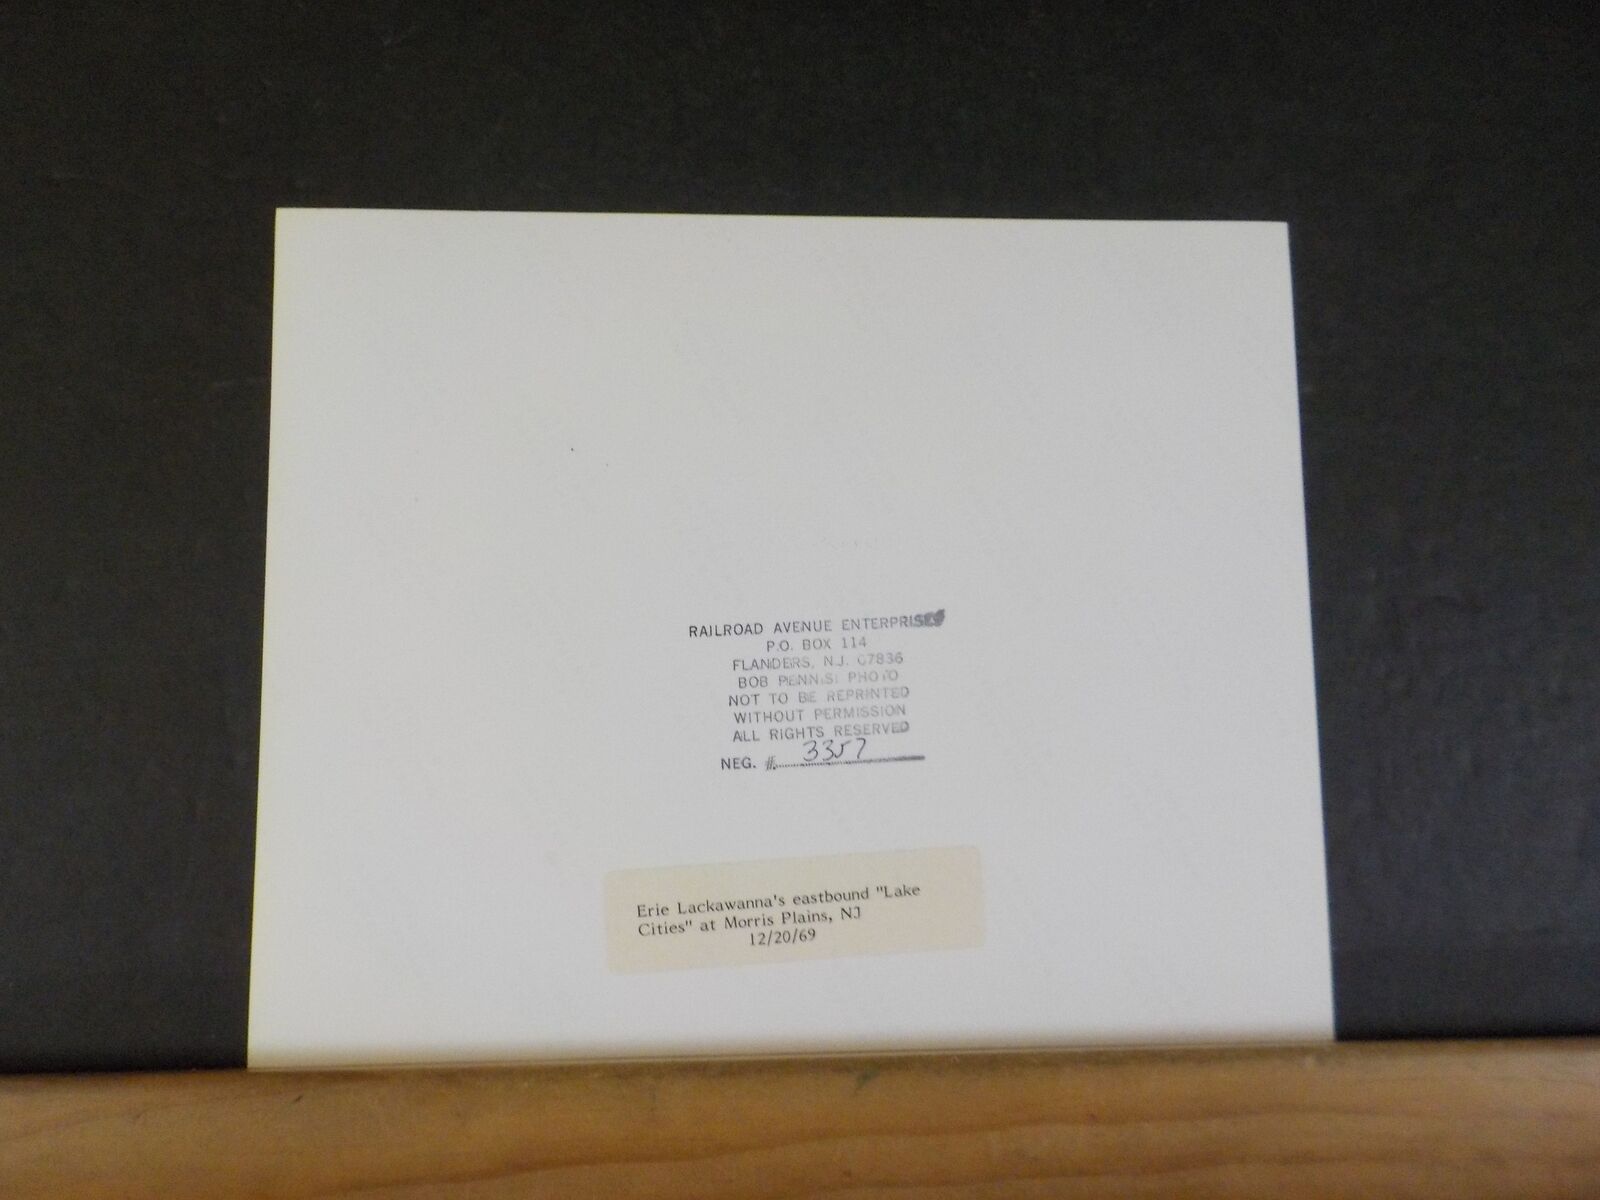 RAILROAD AVENUE ENTERPRISES
P.O. BOX 114
FLANDERS, N.J. 07836
BOB PENNISI PHOTO
NOT TO BE REPRINTED
WITHOUT PERMISSION
ALL RIGHTS RESERVED
NEG. # 3357
Erie Lackawanna's eastbound "Lake
Cities" at Morris Plains, NJ
12/20/69